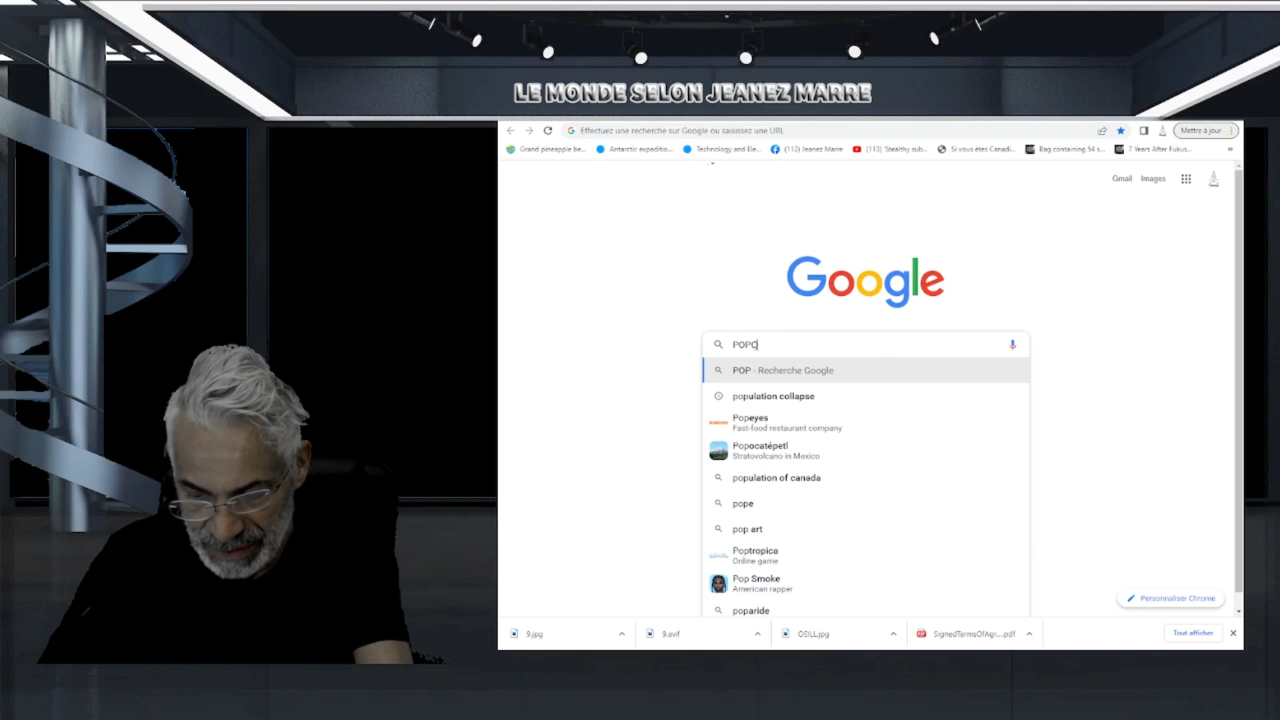 LE MONDE SELON JEANEZ MARRE
Effectuez une recherche sur Google ou saisissez une URL
Mettre à jour
Grand pineapple be... Antarctic expeditio... Technology and Ele... (112) Jeanez Marre (113) 'Stealthy sub... Si vous êtes Canadi... Bag containing 54 s... 7 Years After Fukus... »
Gmail Images
Google
POPO
POP - Recherche Google
population collapse
Popeyes
Fast-food restaurant company
Popocatépetl
Stratovolcano in Mexico
population of canada
pope
pop art
Poptropica
Online game
Pop Smoke
American rapper
poparide
Personnaliser Chrome
9.jpg 9.avif OEILL.jpg SignedTermsOfAgr....pdf Tout afficher